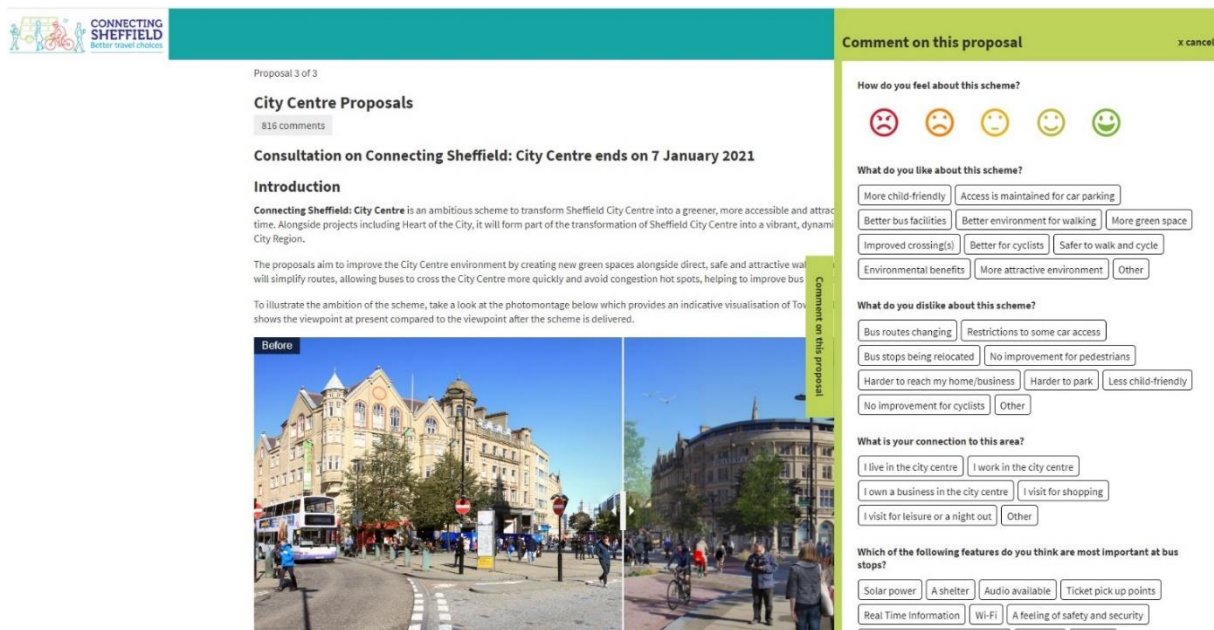 CONNECTING
SHEFFIELD
Better travel choices
Proposal 3 of 3
City Centre Proposals
816 comments
Consultation on Connecting Sheffield: City Centre ends on 7 January 2021
Introduction
Connecting Sheffield: City Centre is an ambitious scheme to transform Sheffield City Centre into a greener, more accessible and
time. Alongside projects including Heart of the City, it will form part of the transformation of Sheffield City Centre into a vibrant,
City Region.
The proposals aim to improve the City Centre environment by creating new green spaces alongside direct, safe and attractive
will simplify routes, allowing buses to cross the City Centre more quickly and avoid congestion hot spots, helping to improve bus
To illustrate the ambition of the scheme, take a look at the photomontage below which provides an indicative visualisation of
shows the viewpoint at present compared to the viewpoint after the scheme is delivered.
Before
Comment on this proposal
Comment on this proposal
x cancel
How do you feel about this scheme?
What do you like about this scheme?
More child-friendly Access is maintained for car parking
Better bus facilities Better environment for walking More green space
Improved crossing(s) Better for cyclists Safer to walk and cycle
Environmental benefits More attractive environment Other
What do you dislike about this scheme?
Bus routes changing Restrictions to some car access
Bus stops being relocated No improvement for pedestrians
Harder to reach my home/business Harder to park Less child-friendly
No improvement for cyclists Other
What is your connection to this area?
I live in the city centre I work in the city centre
I own a business in the city centre I visit for shopping
I visit for leisure or a night out Other
Which of the following features do you think are most important at bus
stops?
Solar power A shelter Audio available Ticket pick up points
Real Time Information Wi-Fi A feeling of safety and security